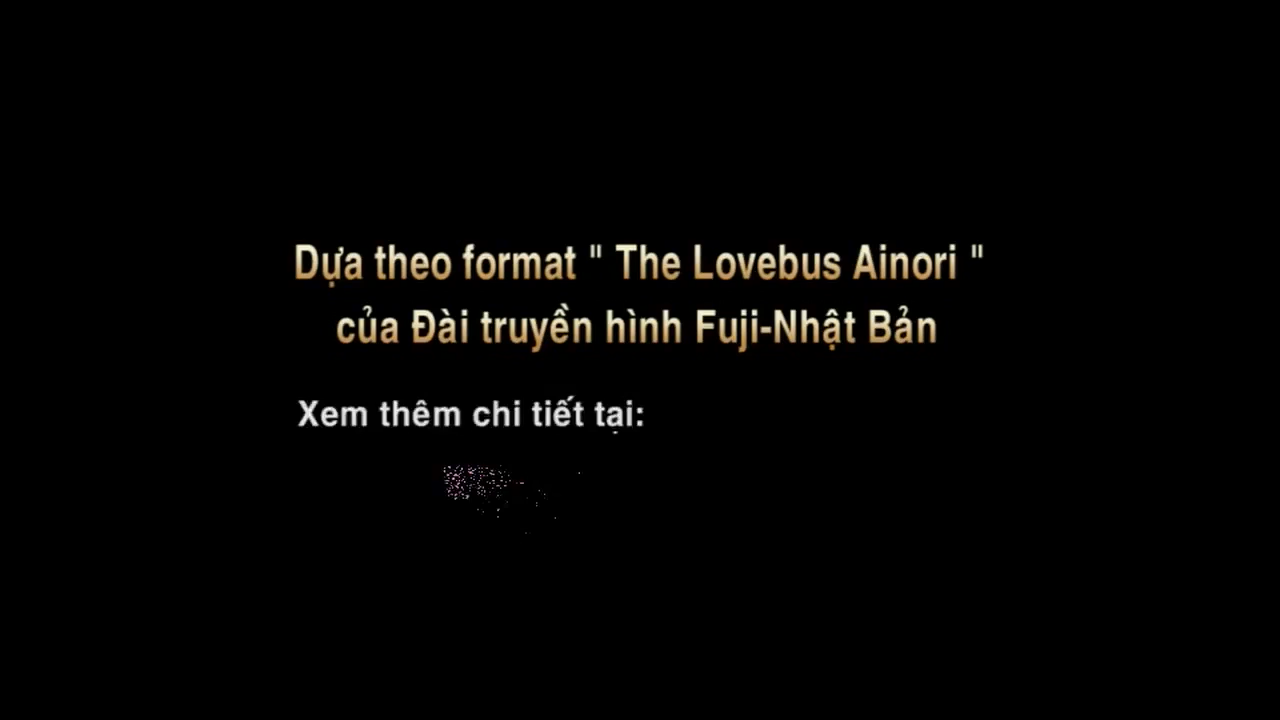 Dựa theo format " The Lovebus Ainori "
của Đài truyền hình Fuji-Nhật Bản
Xem thêm chi tiết tại: